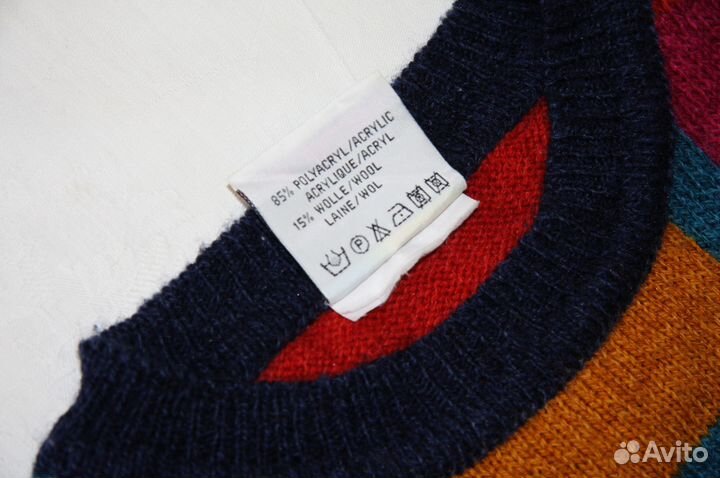 85% POLYACRYL/ACRYLIC
ACRYLIQUE/ACRYL
15% WOLLE/WOOL
LAINE/WOL
P
Avito